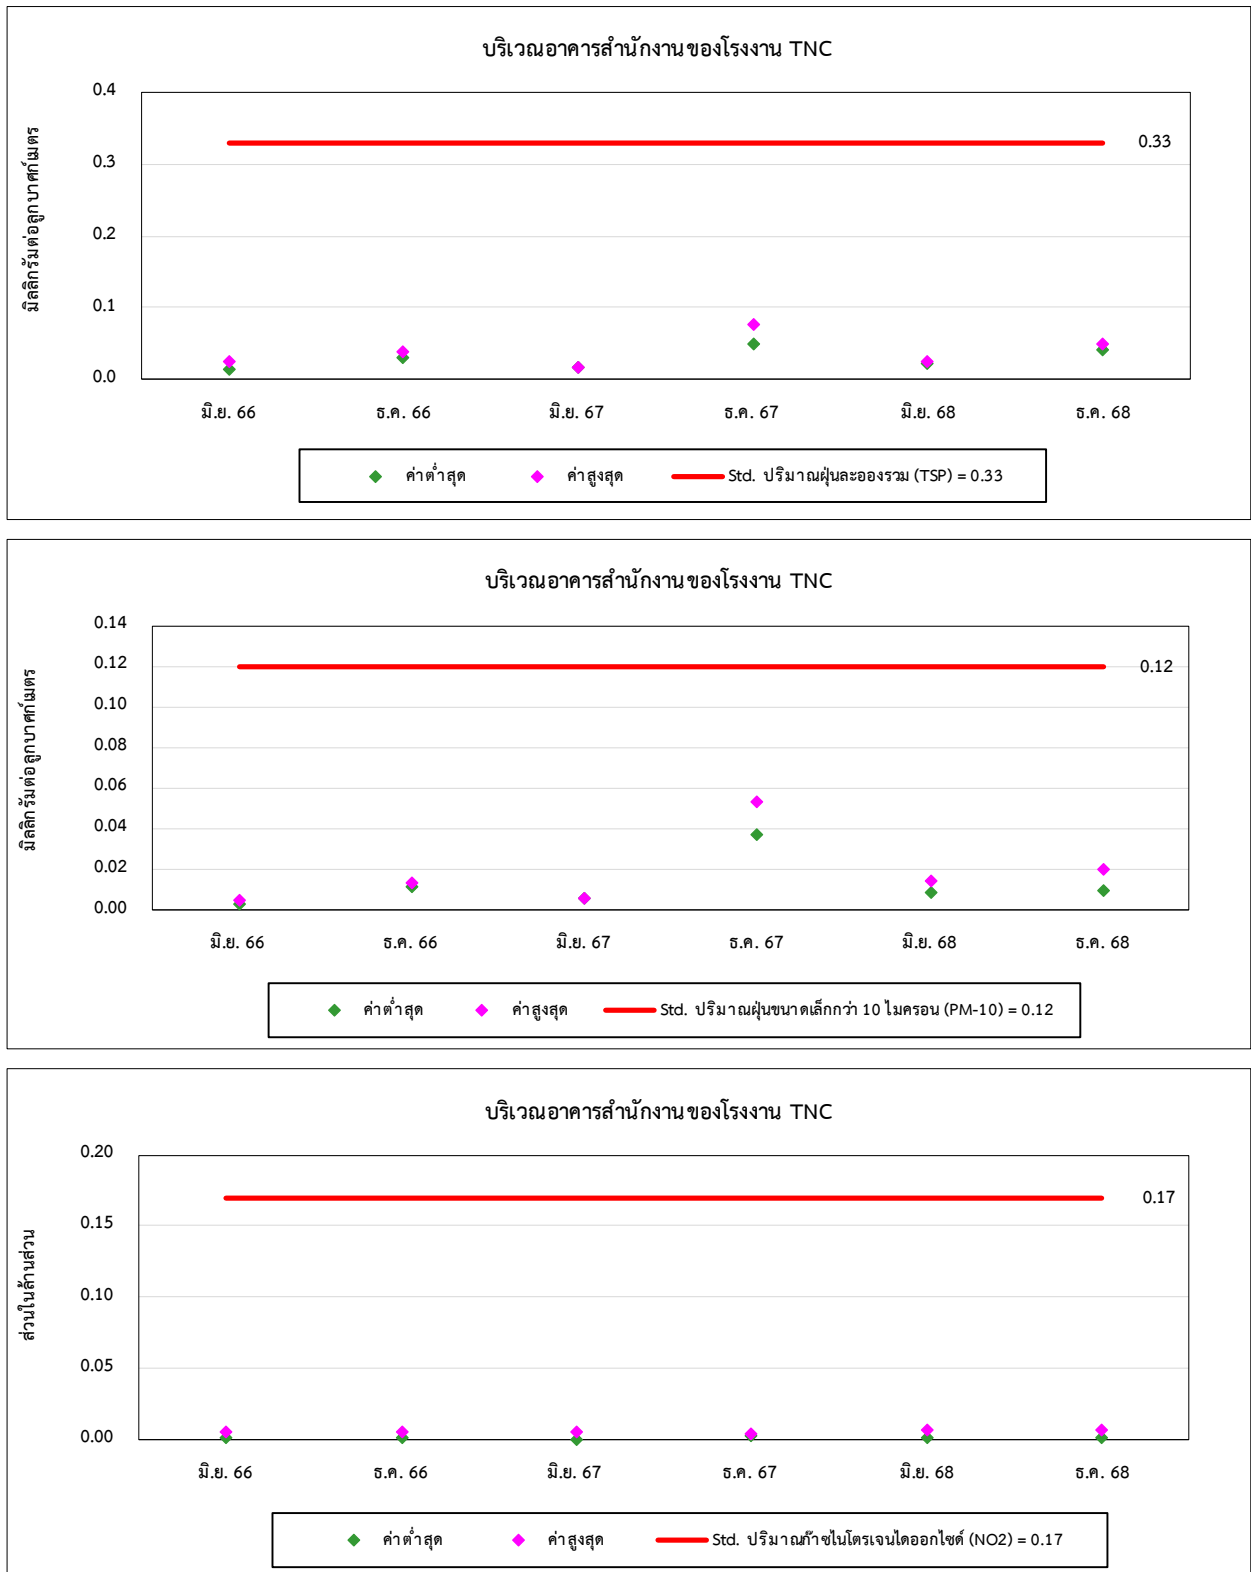 บริเวณอาคารสำนักงานของโรงงาน TNC
มิลลิกรัมต่อลูกบาศก์เมตร
0.4
0.33
0.3
0.2
0.1
0.0
มิ.ย. 66 ธ.ค. 66 มิ.ย. 67 ธ.ค. 67 มิ.ย. 68 ธ.ค. 68
ค่าต่ำสุด ค่าสูงสุด Std. ปริมาณฝุ่นละอองรวม (TSP) = 0.33
บริเวณอาคารสำนักงานของโรงงาน TNC
มิลลิกรัมต่อลูกบาศก์เมตร
0.14
0.12 0.12
0.10
0.08
0.06
0.04
0.02
0.00
มิ.ย. 66 ธ.ค. 66 มิ.ย. 67 ธ.ค. 67 มิ.ย. 68 ธ.ค. 68
ค่าต่ำสุด ค่าสูงสุด Std. ปริมาณฝุ่นขนาดเล็กกว่า 10 ไมครอน (PM-10) = 0.12
บริเวณอาคารสำนักงานของโรงงาน TNC
ส่วนในล้านส่วน
0.20
0.17
0.15
0.10
0.05
0.00
มิ.ย. 66 ธ.ค. 66 มิ.ย. 67 ธ.ค. 67 มิ.ย. 68 ธ.ค. 68
ค่าต่ำสุด ค่าสูงสุด Std. ปริมาณก๊าซไนโตรเจนไดออกไซด์ (NO2) = 0.17